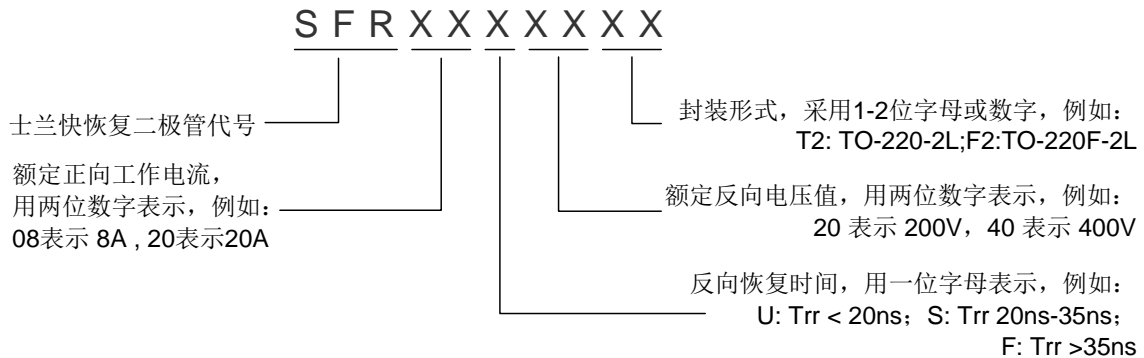 SFRXXXXXXX
士兰快恢复二极管代号
额定正向工作电流，
用两位数字表示，例如：
08表示 8A , 20表示20A
封装形式，采用1-2位字母或数字，例如：
T2: TO-220-2L;F2:TO-220F-2L
额定反向电压值，用两位数字表示，例如：
20 表示 200V，40 表示 400V
反向恢复时间，用一位字母表示，例如：
U: Trr < 20ns；S: Trr 20ns-35ns；
F: Trr >35ns